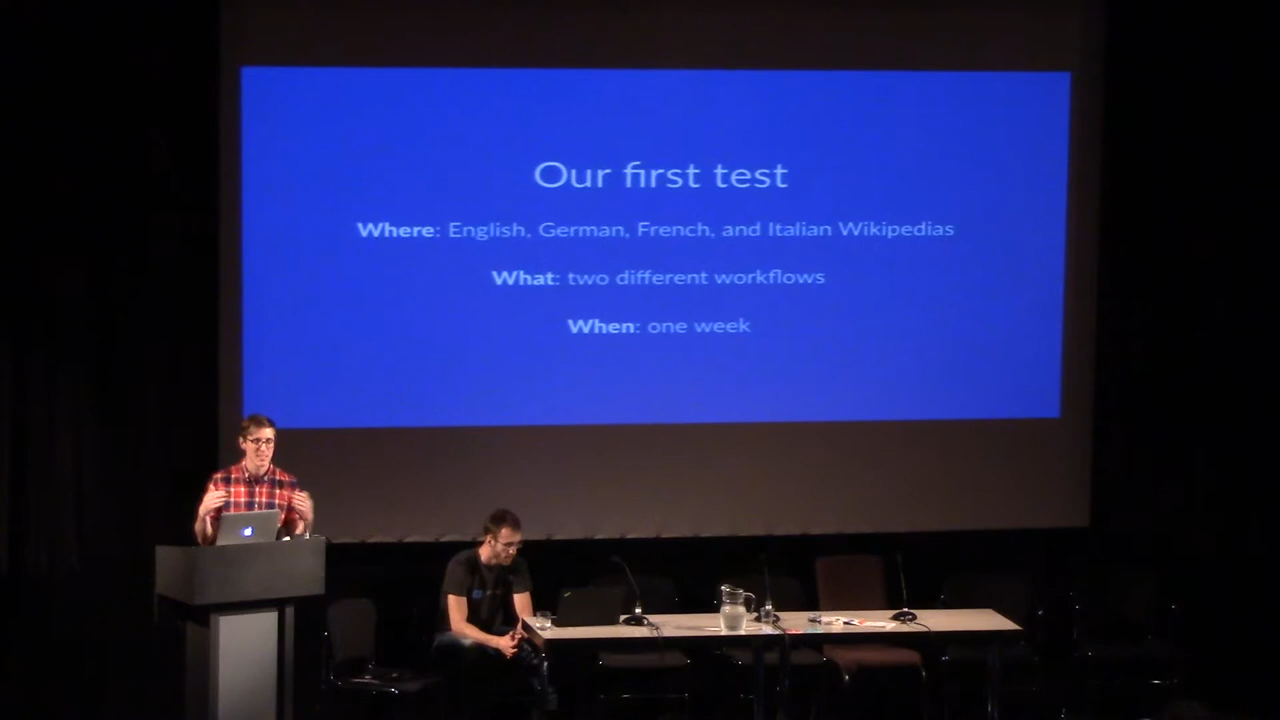 Our first test
Where: English, German, French, and Italian Wikipedias
What: two different workflows
When: one week